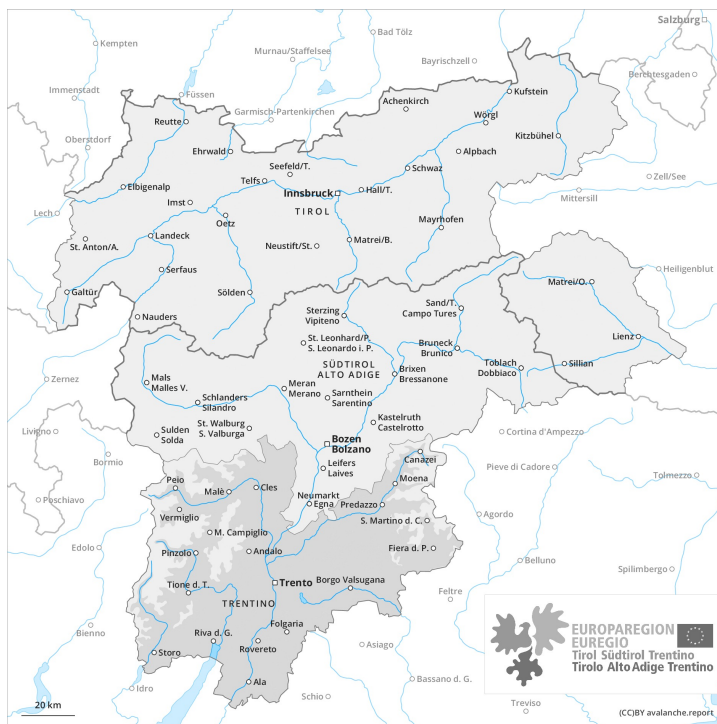 Salzburg
Kempten
Bad Tölz
Murnau/Staffelsee
Bayrischzell
Berchtesgaden
Immenstadt
Füssen
Garmisch-Partenkirchen
Achenkirch
Kufstein
Reutte
Wörgl
Oberstdorf
Ehrwald
Kitzbühel
Alpbach
Seefeld/T.
Schwaz
Telfs
Zell/See
Elbigenalp
Innsbruck
Hall/T.
Mittersill
Imst
TIROL
Lech
Oetz
Mayrhofen
St. Anton/A.
Landeck
Neustift/St.
Matrei/B.
Serfaus
Heiligenblut
Galtür
Sölden
Matrei/O.
Nauders
Sterzing
Vipiteno
Sand/T.
Campo Tures
Lienz
St. Leonhard/P.
S. Leonardo i. P.
Bruneck
Brunico
SÜDTIROL
ALTO ADIGE
Toblach
Dobbiaco
Sillian
Zernez
Mals
Malles V.
Meran
Merano
Brixen
Bressanone
Schlanders
Silandro
Sarnthein
Sarentino
Livigno
Sulden
Solda
St. Walburg
S. Valburga
Kastelruth
Castelrotto
Cortina d'Ampezzo
Bozen
Bolzano
Bormio
Canazei
Pieve di Cadore
Leifers
Laives
Tolmezzo
Peio
Malè
Cles
Moena
Poschiavo
Neumarkt
Egna
Predazzo
Vermiglio
Agordo
S. Martino d. C.
M. Campiglio
Edolo
Pinzolo
Andalo
Fiera d. P.
Belluno
Spilimbergo
Tione d. T.
Trento
Borgo Valsugana
Feltre
TRENTINO
Bienno
Riva d. G.
Folgaria
Storo
Rovereto
Asiago
Ala
Bassano d. G.
Idro
Schio
Treviso
EUROPAREGION
EUREGIO
Tirol Südtirol Trentino
Tirolo Alto Adige Trentino
20 km
(CC)BY avalanche.report